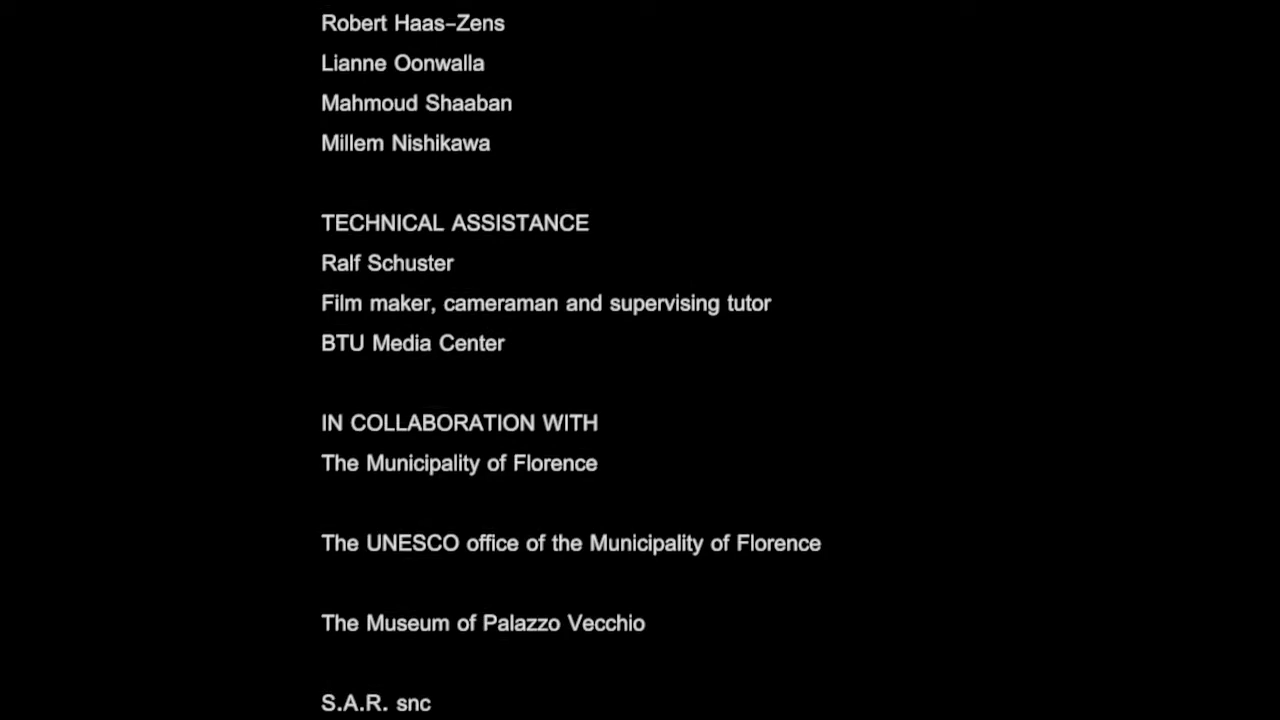 Robert Haas-Zens
Lianne Oonwalla
Mahmoud Shaaban
Millem Nishikawa
TECHNICAL ASSISTANCE
Ralf Schuster
Film maker, cameraman and supervising tutor
BTU Media Center
IN COLLABORATION WITH
The Municipality of Florence
The UNESCO office of the Municipality of Florence
The Museum of Palazzo Vecchio
S.A.R. snc